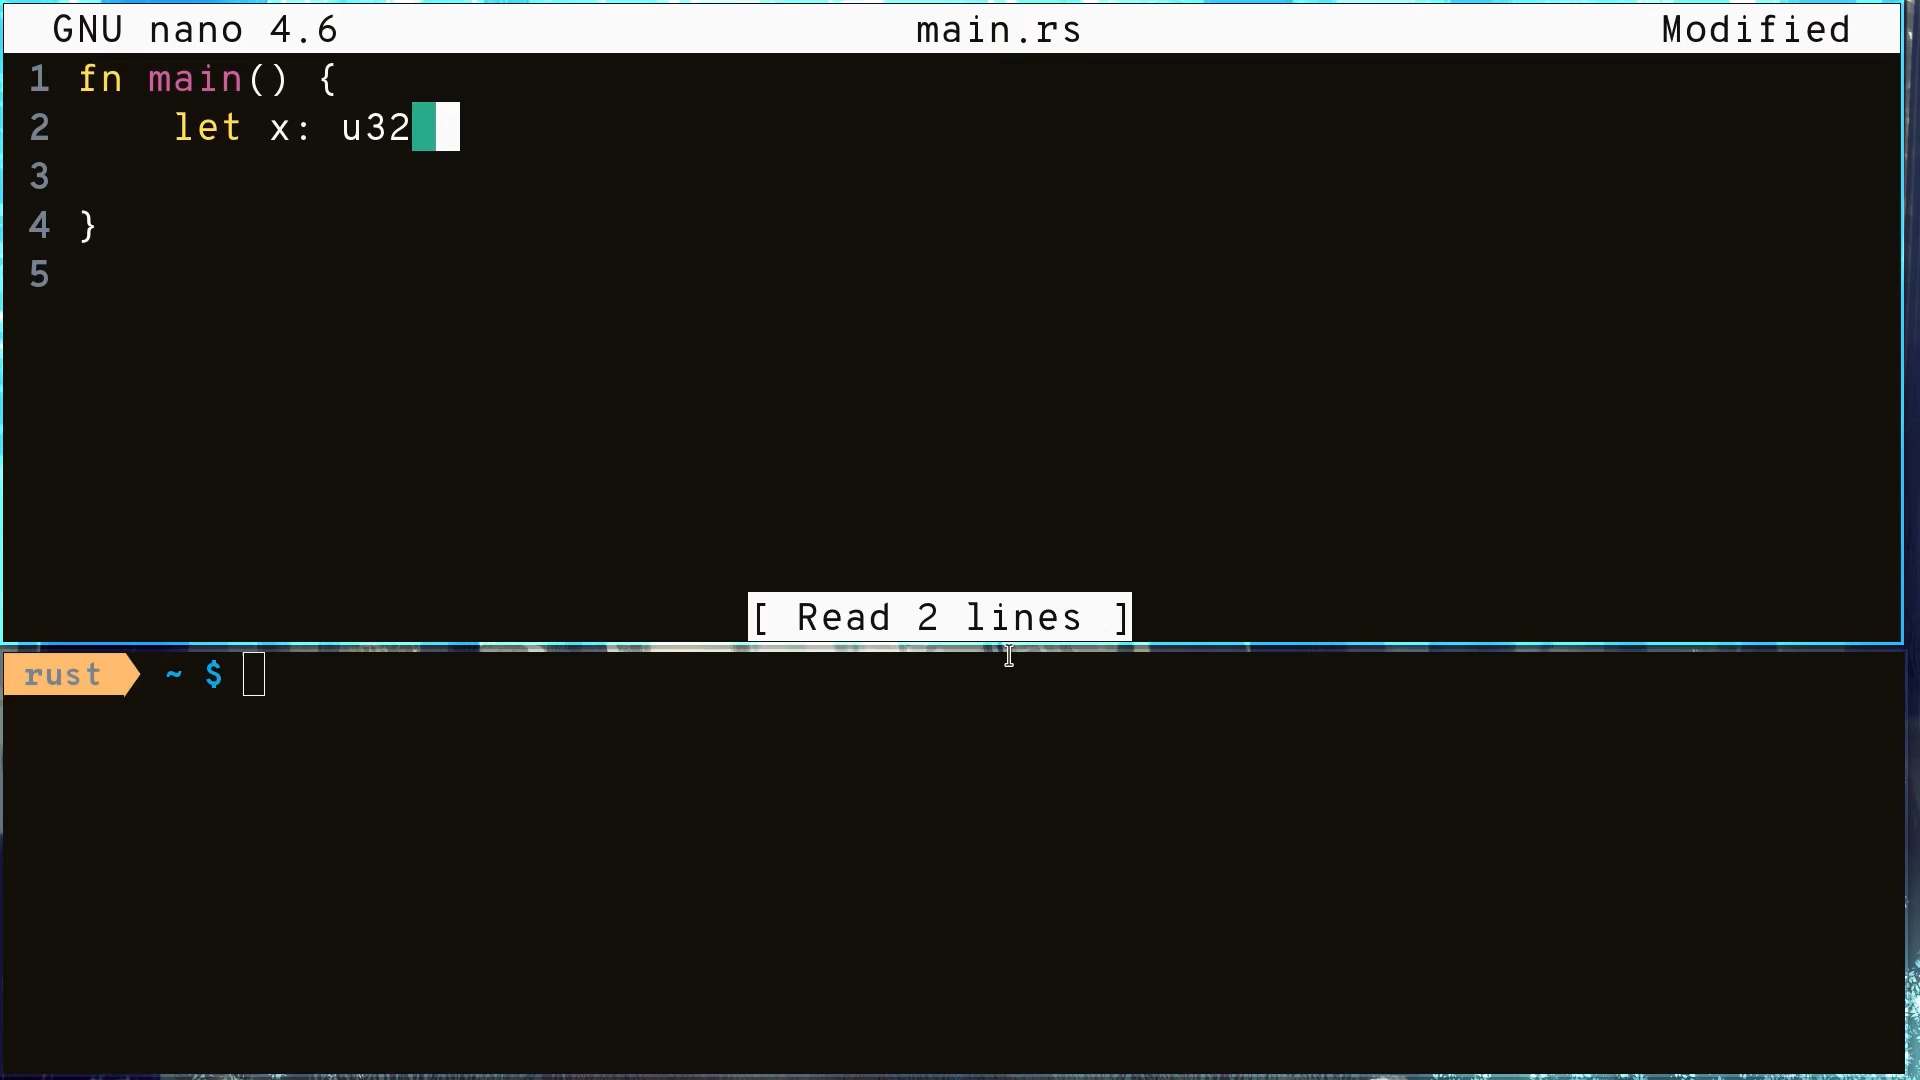 GNU nano 4.6 main.rs Modified
1 fn main() {
2     let x: u32
3
4 }
5
[ Read 2 lines ]
rust ~ $